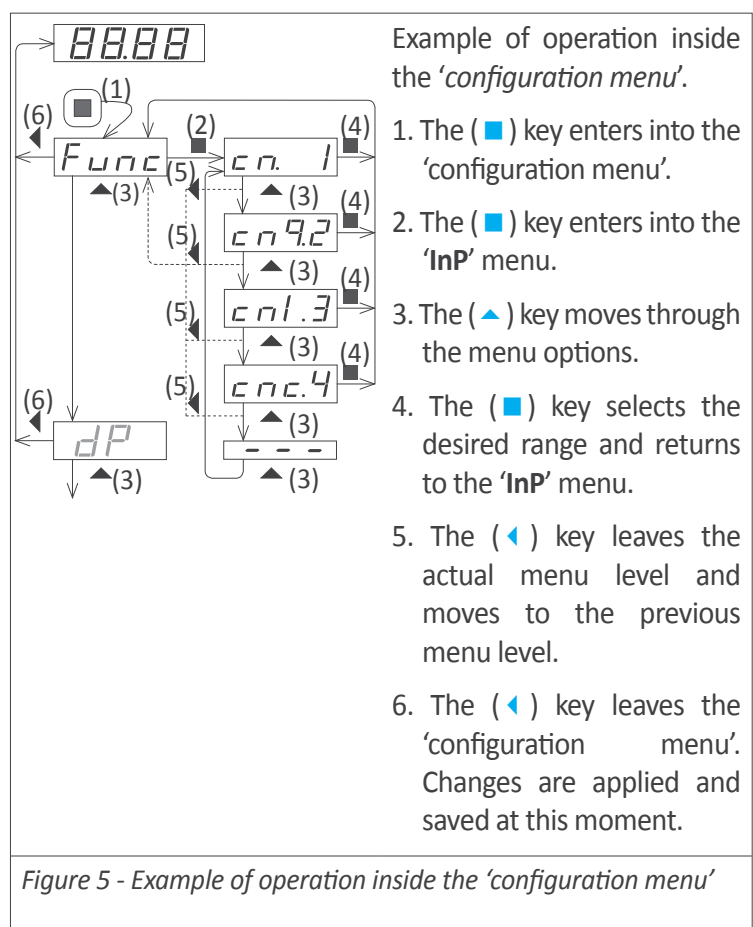 88.88
Example of operation inside
the ‘configuration menu’.
(1)
(6)
(2)
(4)
Func
cn. 1
1. The ( ■ ) key enters into the
‘configuration menu’.
(3)
(5)
(3)
(4)
cn9.2
2. The ( ■ ) key enters into the
‘InP’ menu.
(5)
(3)
(4)
cn1.3
3. The ( ▲ ) key moves through
the menu options.
(5)
(3)
(4)
cnc.4
4. The ( ■ ) key selects the
desired range and returns
to the ‘InP’ menu.
(5)
(6)
(3)
dP
---
(3)
(3)
5. The ( ◀ ) key leaves the
actual menu level and
moves to the previous
menu level.
6. The ( ◀ ) key leaves the
‘configuration menu’.
Changes are applied and
saved at this moment.
Figure 5 - Example of operation inside the ‘configuration menu’